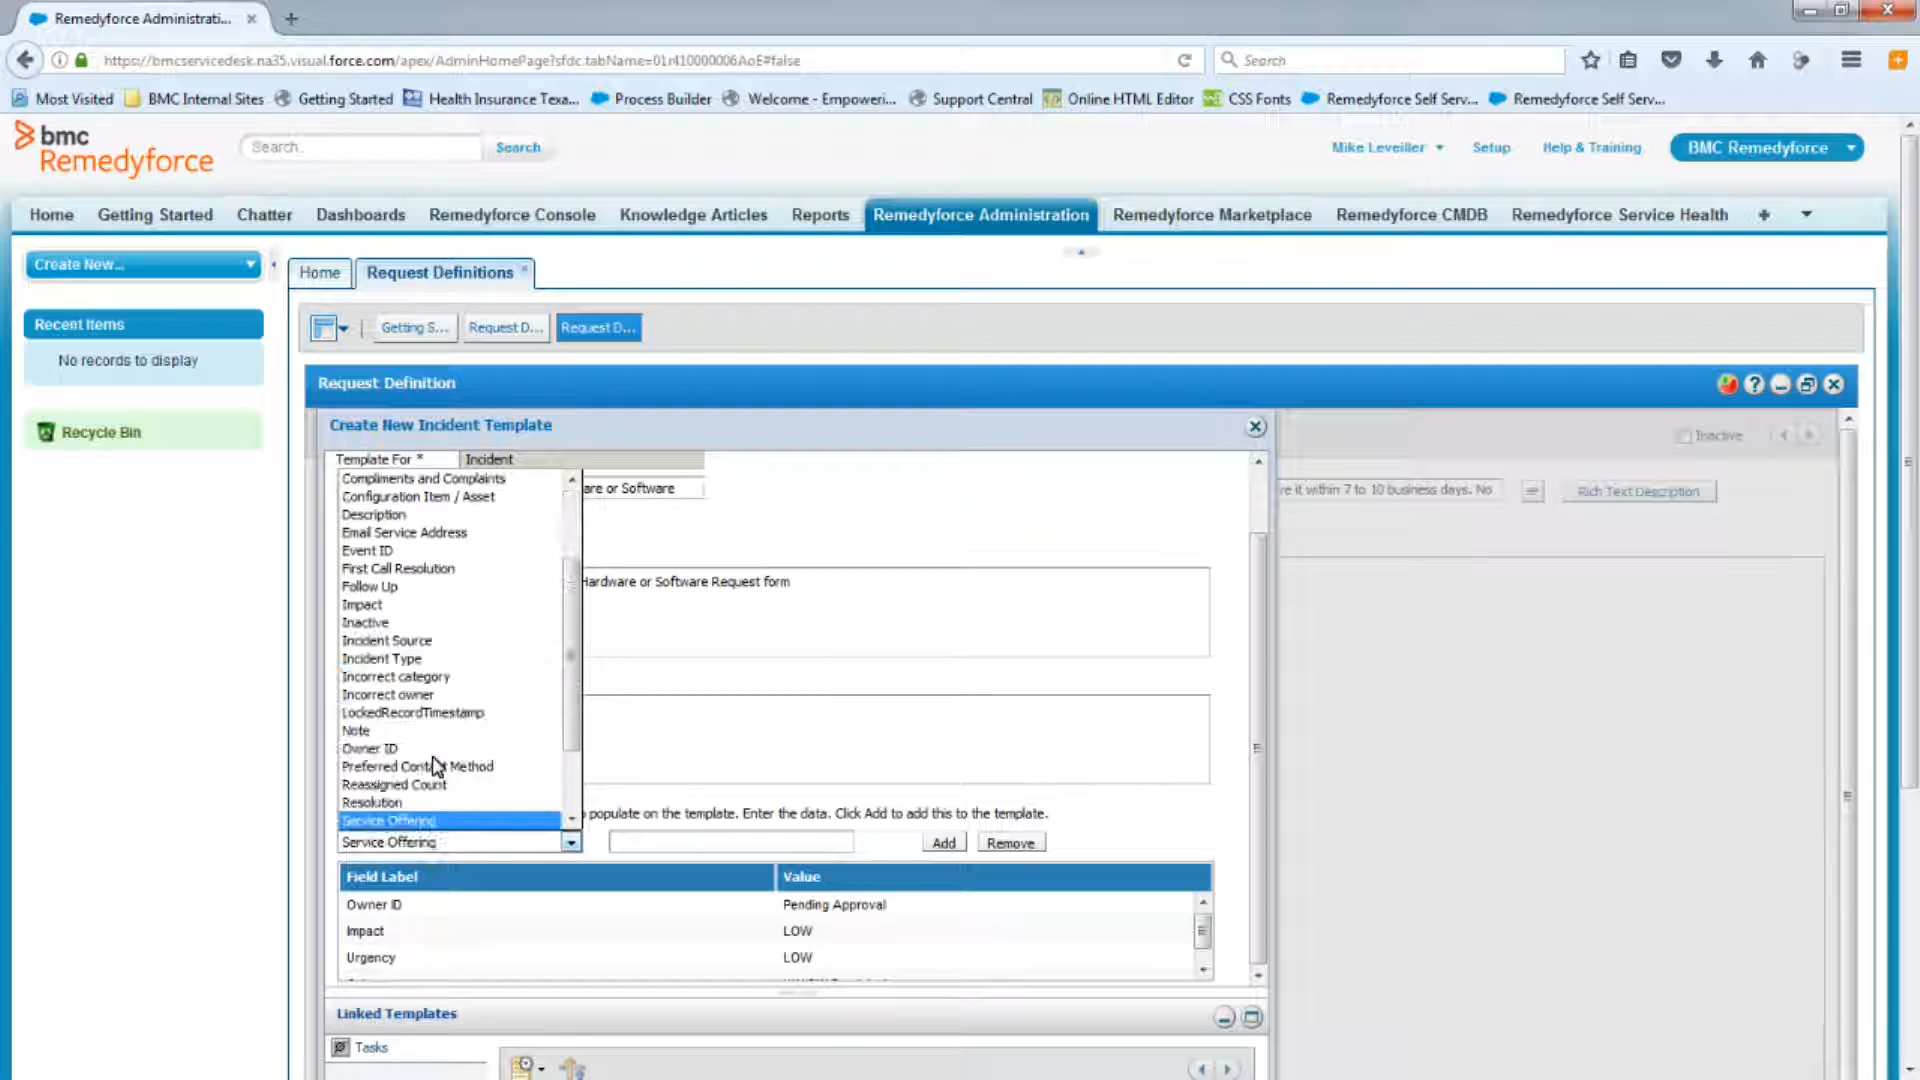 Remedyforce Administrati...
https://bmcservicedesk.na35.visual.force.com/apex/AdminHomePage?sfdc.tabName=01r410000006AoE#false
Search
Most Visited
BMC Internal Sites
Getting Started
Health Insurance Texa...
Process Builder
Welcome - Empoweri...
Support Central
Online HTML Editor
CSS Fonts
Remedyforce Self Serv...
Remedyforce Self Serv...
bmc
Remedyforce
Search..
Search
Mike Leveiller
Setup
Help & Training
BMC Remedyforce
Home
Getting Started
Chatter
Dashboards
Remedyforce Console
Knowledge Articles
Reports
Remedyforce Administration
Remedyforce Marketplace
Remedyforce CMDB
Remedyforce Service Health
+
Create New...
Home
Request Definitions
Recent Items
No records to display
Recycle Bin
Getting S...
Request D...
Request D...
Request Definition
Create New Incident Template
Inactive
Template For *
Incident
are or Software
e it within 7 to 10 business days. No
Rich Text Description
Compliments and Complaints
Configuration Item / Asset
Description
Email Service Address
Event ID
First Call Resolution
Follow Up
Impact
Inactive
Incident Source
Incident Type
Incorrect category
Incorrect owner
LockedRecordTimestamp
Note
Owner ID
Preferred Contact Method
Reassigned Count
Resolution
Service Offering
Hardware or Software Request form
populate on the template. Enter the data. Click Add to add this to the template.
Service Offering
Add
Remove
Field Label
Value
Owner ID
Pending Approval
Impact
LOW
Urgency
LOW
Linked Templates
Tasks